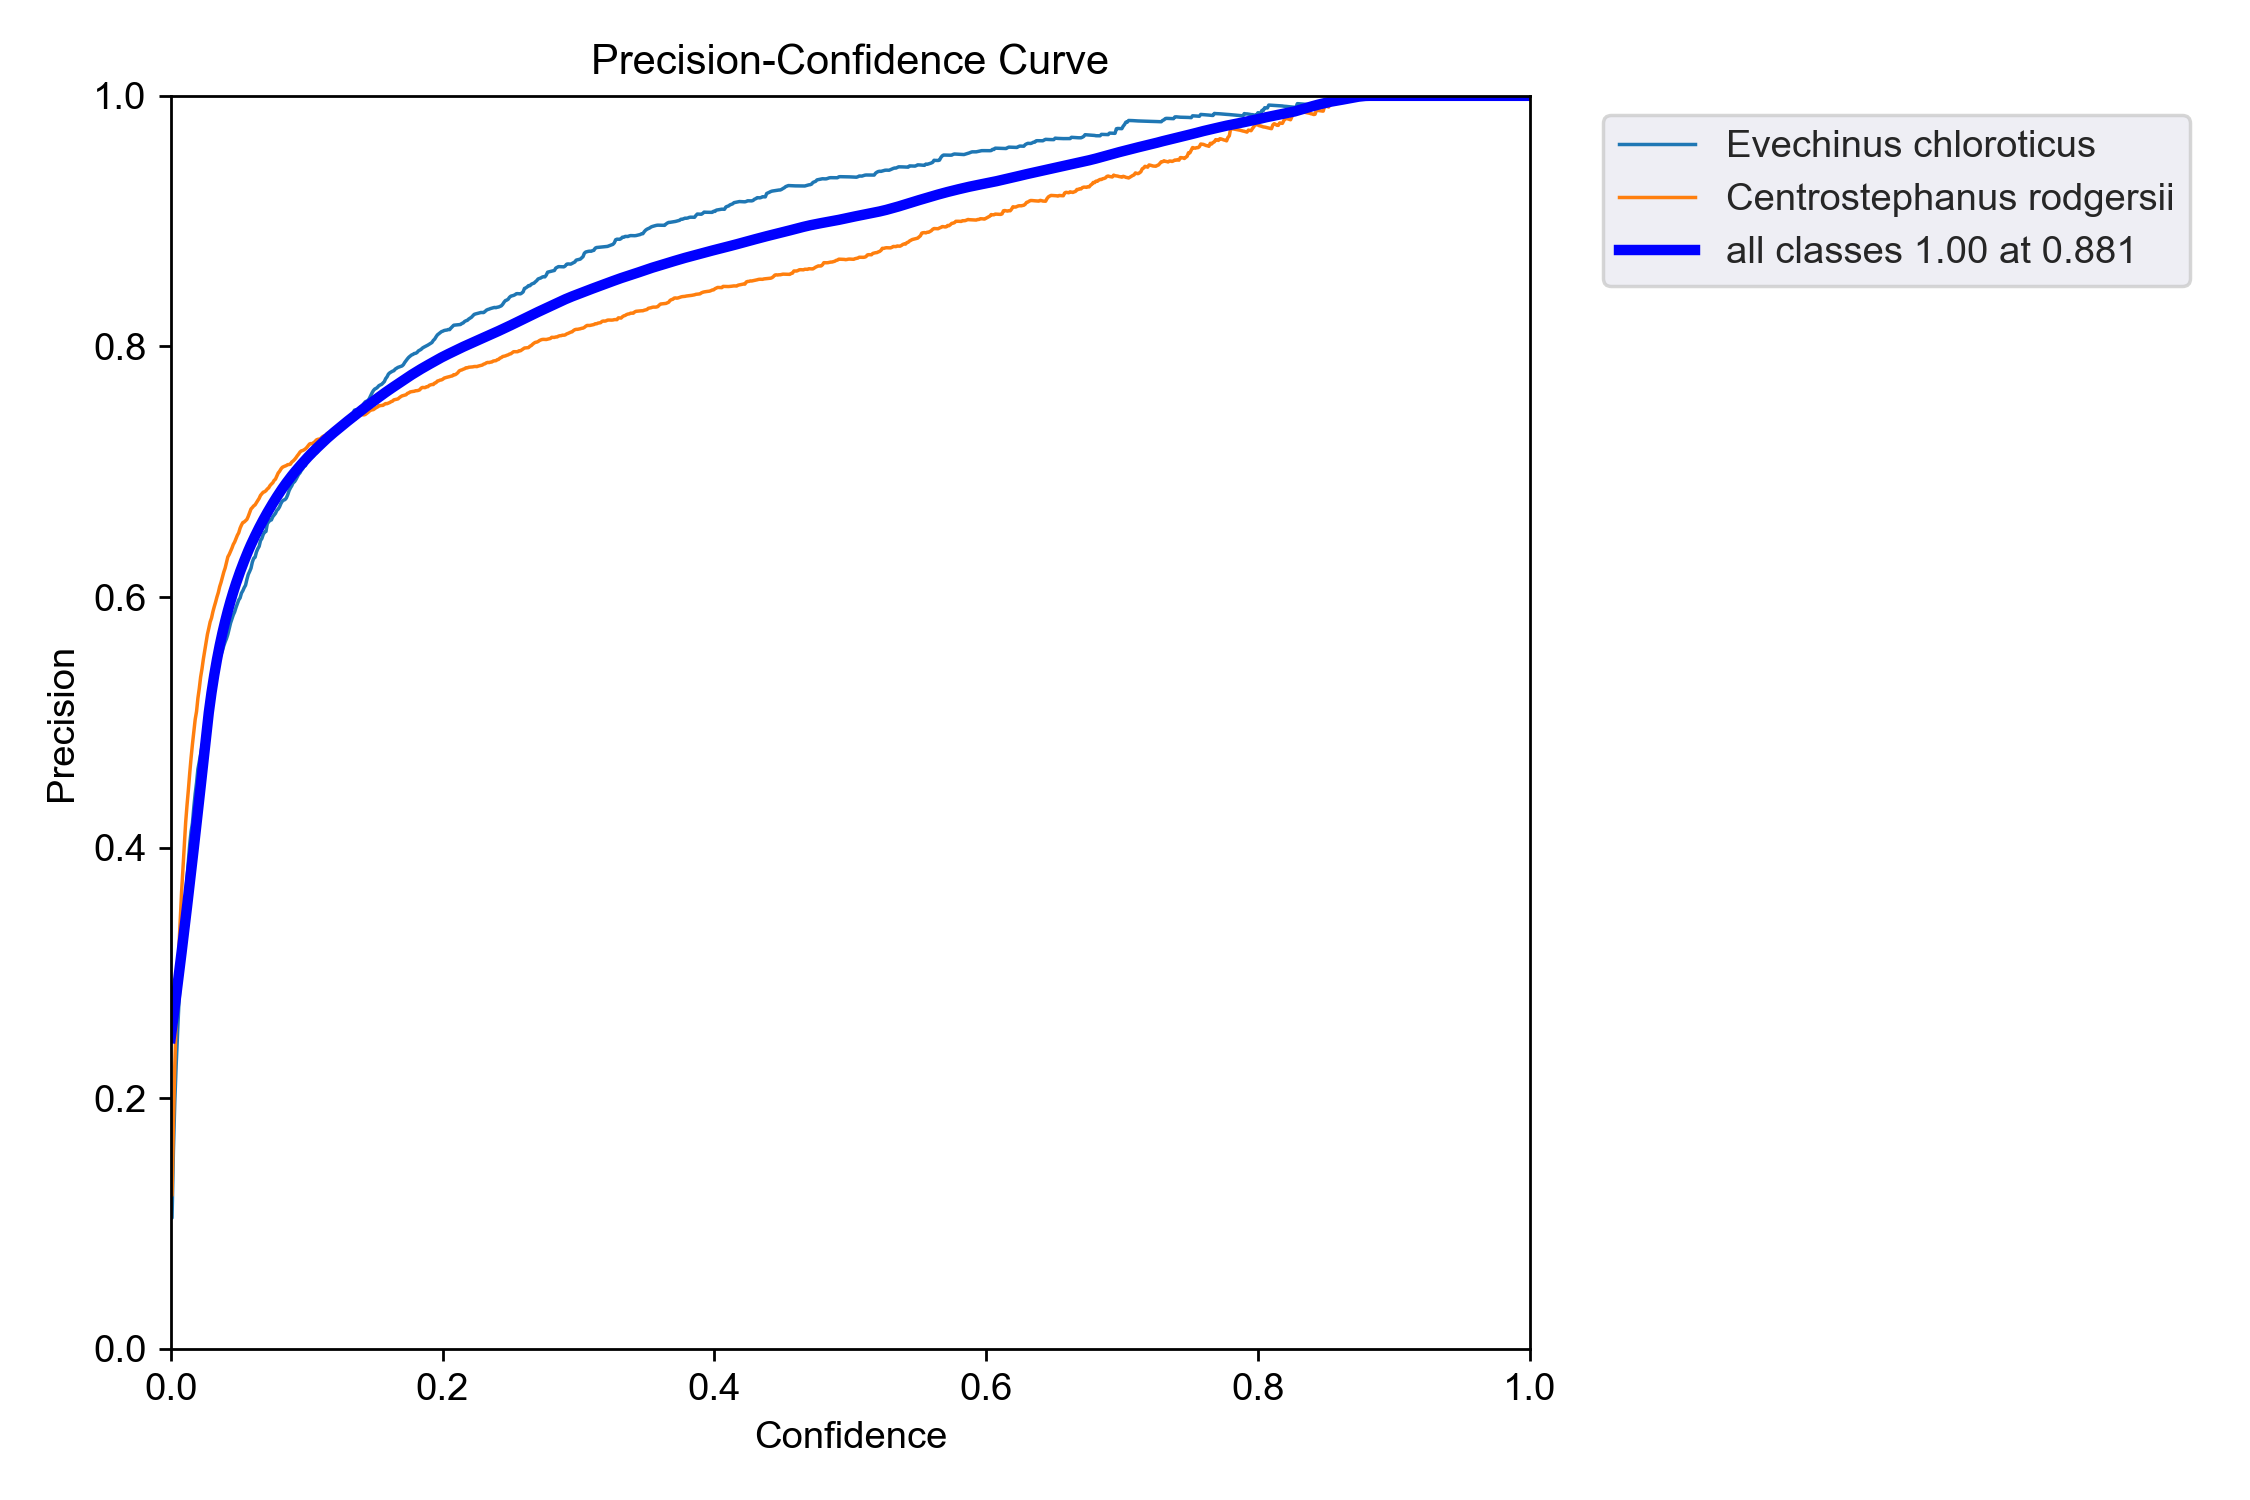 Precision-Confidence Curve
1.0
0.8
0.6
0.4
0.2
0.0
Precision
0.0 0.2 0.4 0.6 0.8 1.0
Confidence
Evechinus chloroticus
Centrostephanus rodgersii
all classes 1.00 at 0.881